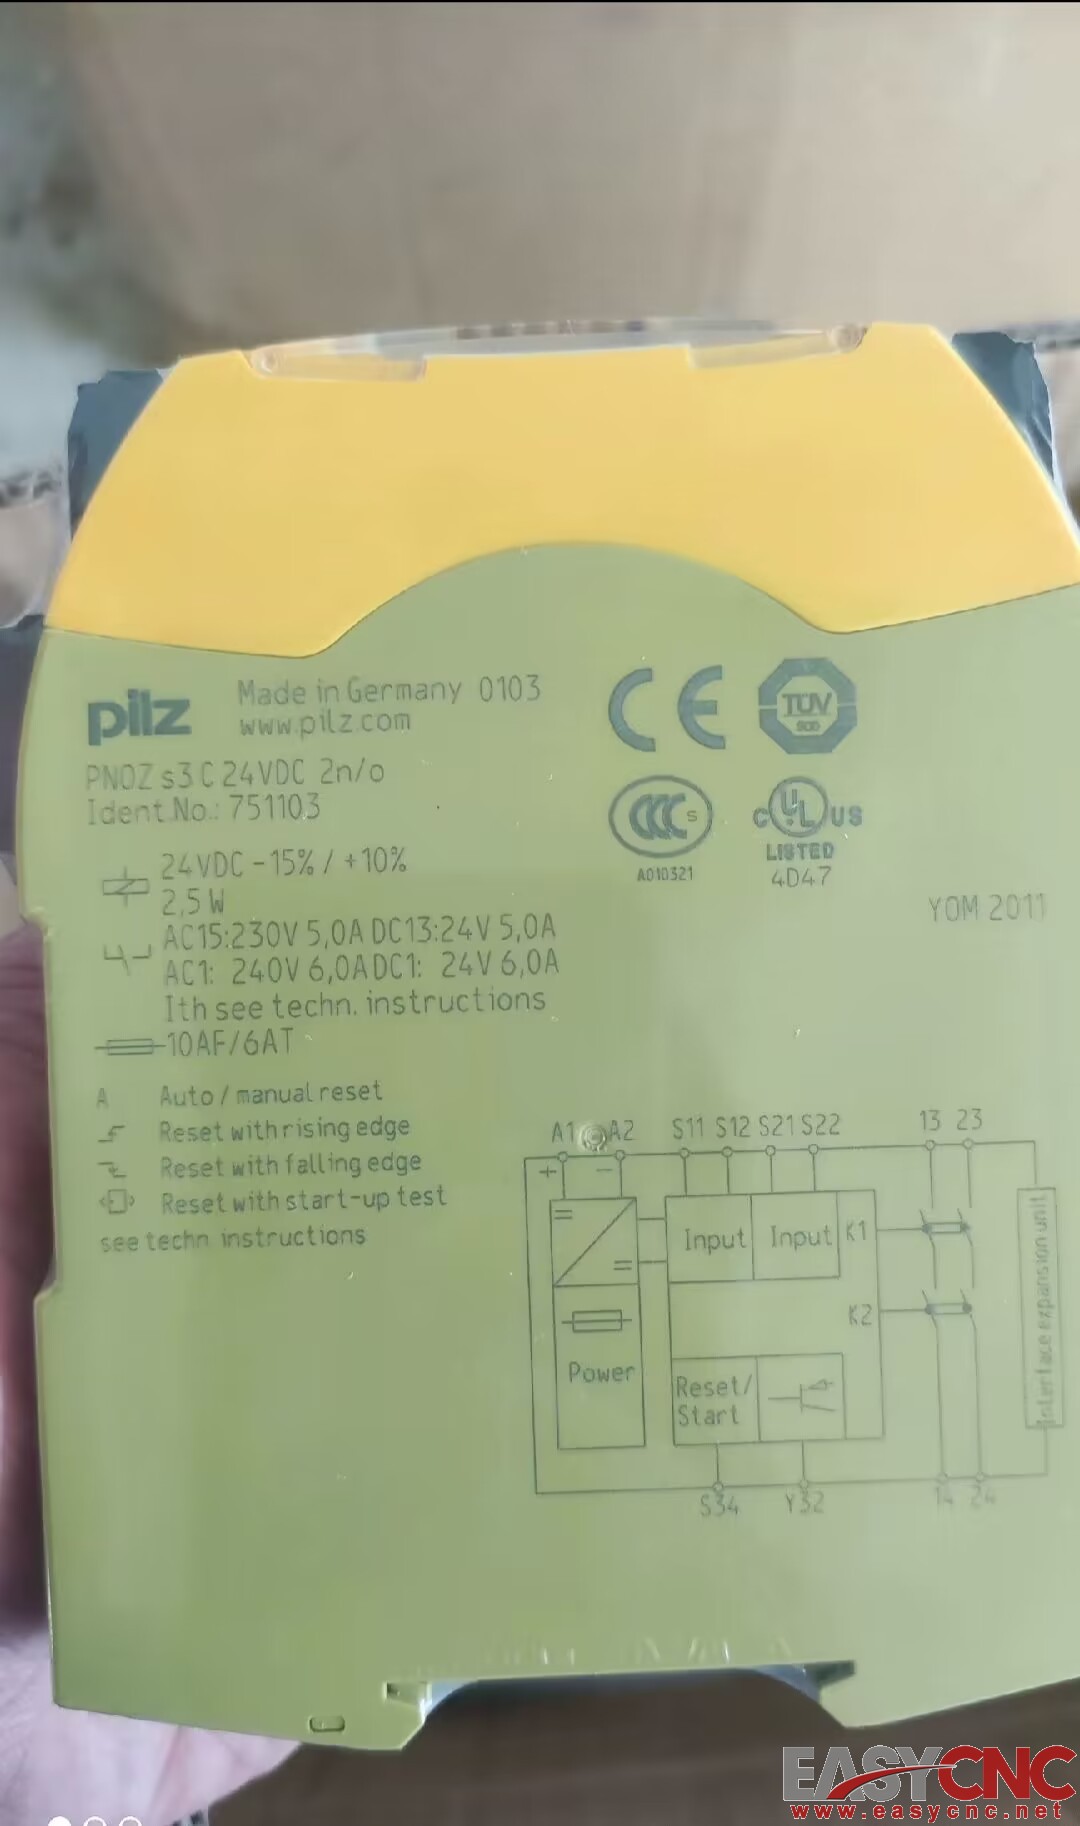 pilz
Made in Germany 0103
www.pilz.com
PNOZ s3 C 24VDC 2n/o
Ident.No.: 751103
CE
TÜV
SÜD
CCC S
A010321
c UL US
LISTED
4D47
24VDC -15% / +10%
2,5W
AC15:230V 5,0A DC13:24V 5,0A
AC1: 240V 6,0A DC1: 24V 6,0A
Ith see techn. instructions
10AF/6AT
YOM 2011
A Auto / manual reset
Reset with rising edge
Reset with falling edge
Reset with start-up test
see techn instructions
A1 A2 S11 S12 S21 S22 13 23
+ −
Input Input K1
K2
Power
Reset/
Start
Interface expansion unit
S34 Y32 14 24
EASYCNC
www.easycnc.net